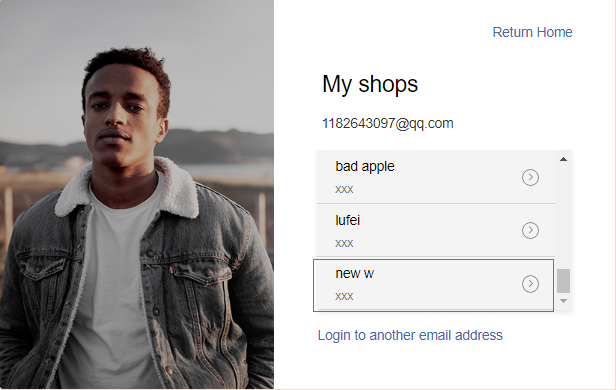 Return Home
My shops
1182643097@qq.com
bad apple
xxx
lufei
xxx
new w
xxx
Login to another email address